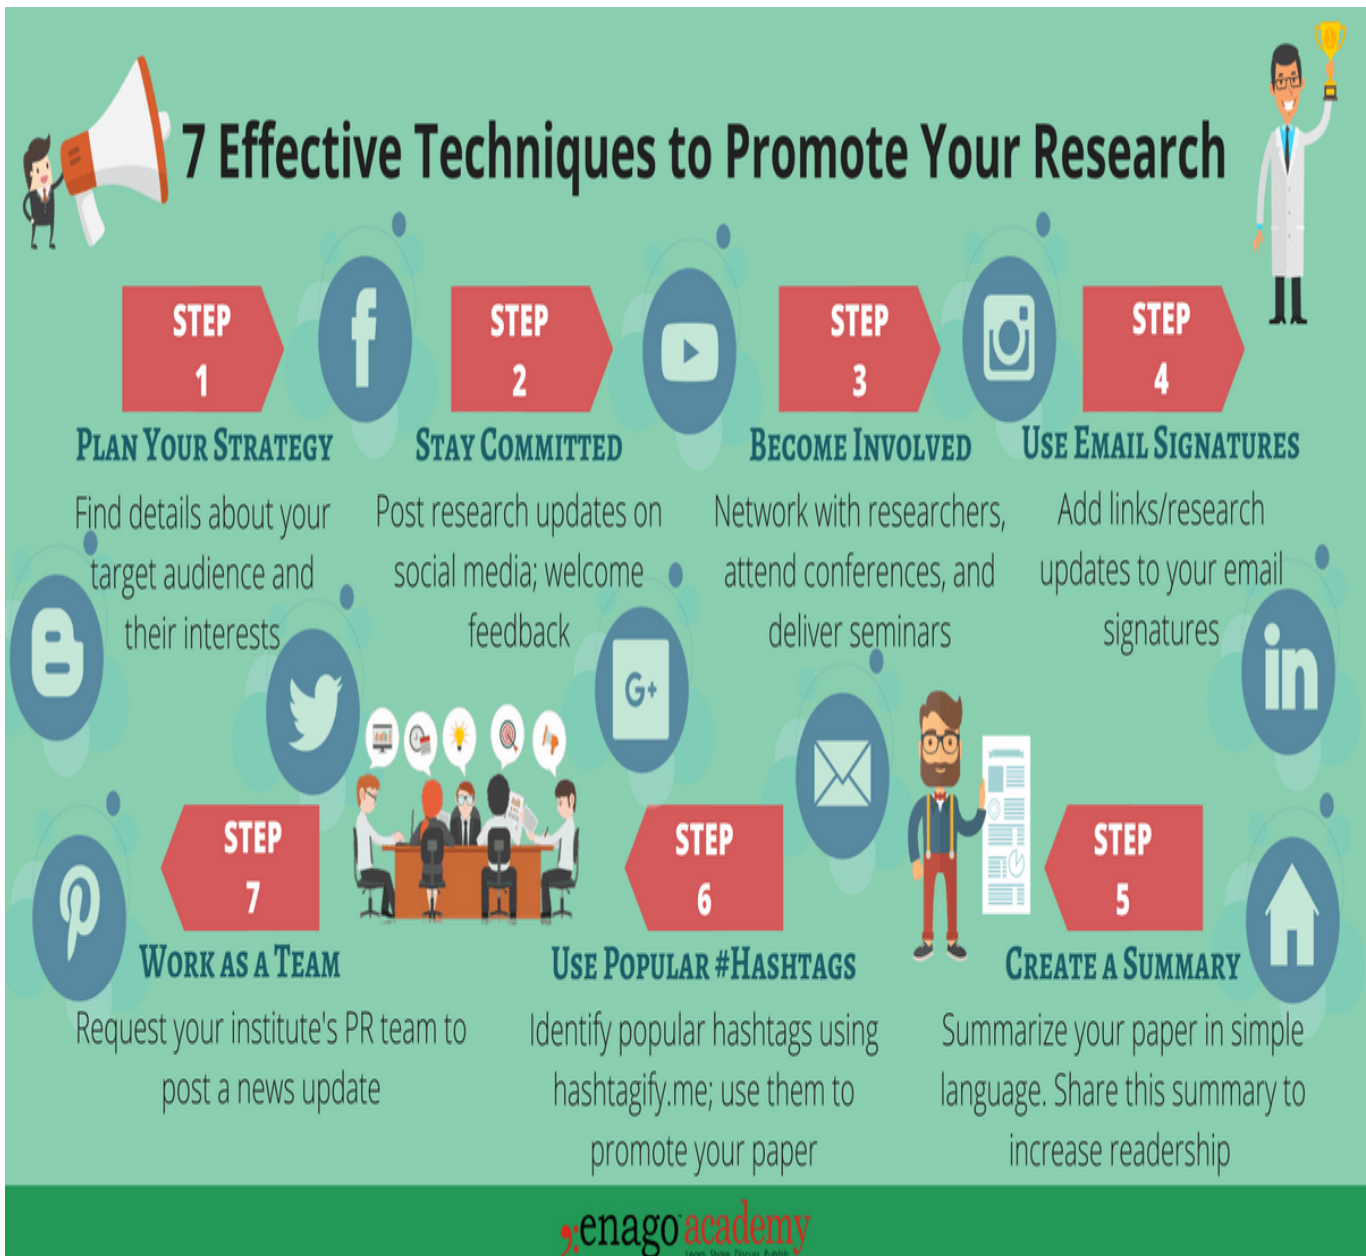 7 Effective Techniques to Promote Your Research
STEP
1
PLAN YOUR STRATEGY
Find details about your
target audience and
their interests
STEP
2
STAY COMMITTED
Post research updates on
social media; welcome
feedback
STEP
3
BECOME INVOLVED
Network with researchers,
attend conferences, and
deliver seminars
STEP
4
USE EMAIL SIGNATURES
Add links/research
updates to your email
signatures
STEP
5
CREATE A SUMMARY
Summarize your paper in simple
language. Share this summary to
increase readership
STEP
6
USE POPULAR #HASHTAGS
Identify popular hashtags using
hashtagify.me; use them to
promote your paper
STEP
7
WORK AS A TEAM
Request your institute's PR team to
post a news update
G+
in
enago academy
Learn. Share. Discuss. Publish.